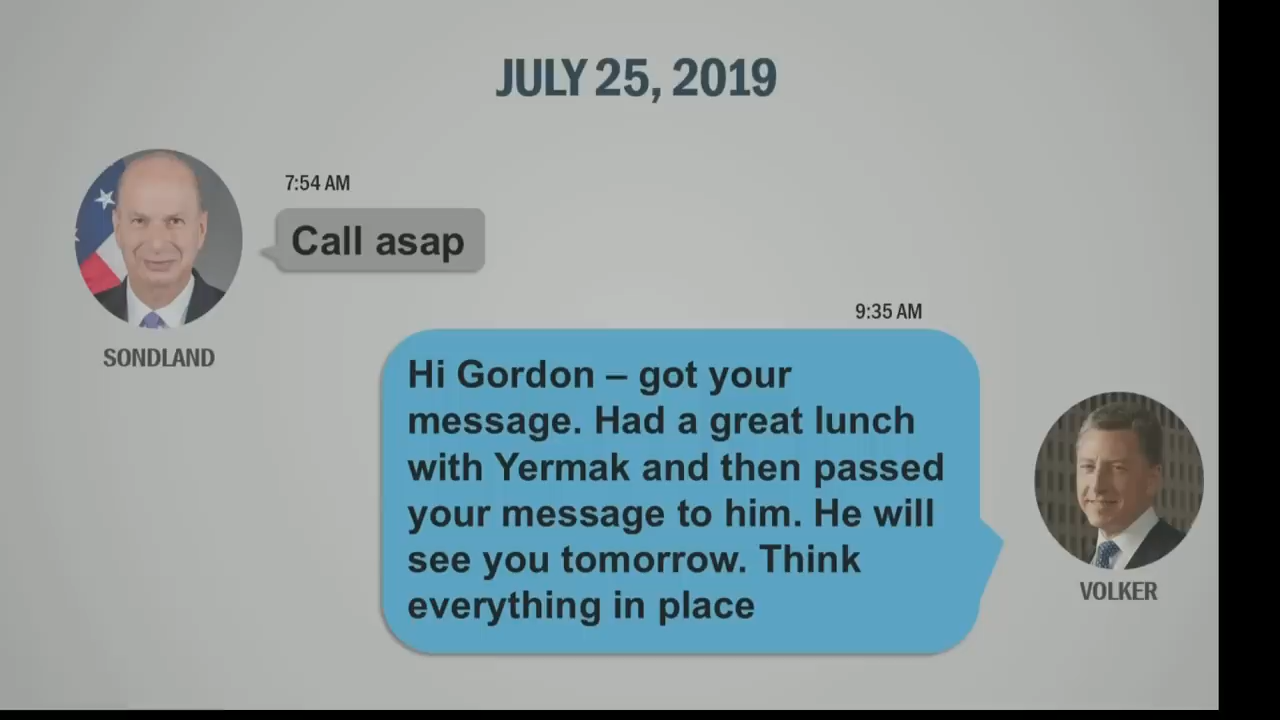 JULY 25, 2019
7:54 AM
Call asap
SONDLAND
9:35 AM
Hi Gordon – got your
message. Had a great lunch
with Yermak and then passed
your message to him. He will
see you tomorrow. Think
everything in place
VOLKER